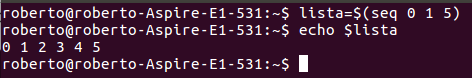 roberto@roberto-Aspire-E1-531:~$ lista=$(seq 0 1 5)
roberto@roberto-Aspire-E1-531:~$ echo $lista
0 1 2 3 4 5
roberto@roberto-Aspire-E1-531:~$